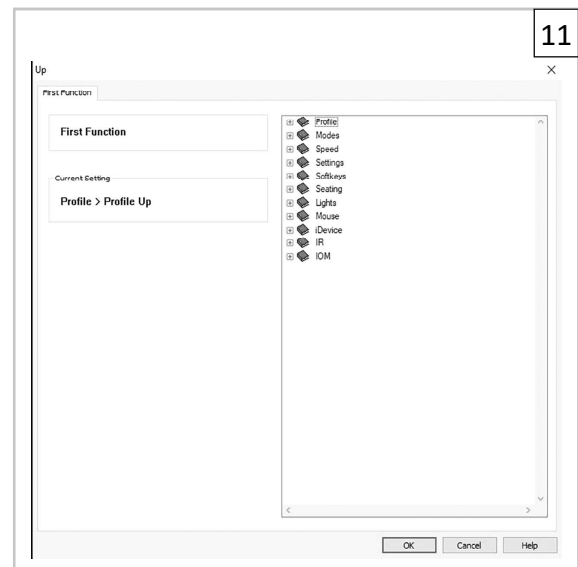 11
Up
First Function
First Function
Current Setting
Profile > Profile Up
Profile
Modes
Speed
Settings
Softkeys
Seating
Lights
Mouse
iDevice
IR
IOM
OK
Cancel
Help